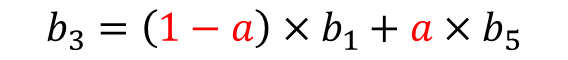 b₃ = (1 − a) × b₁ + a × b₅